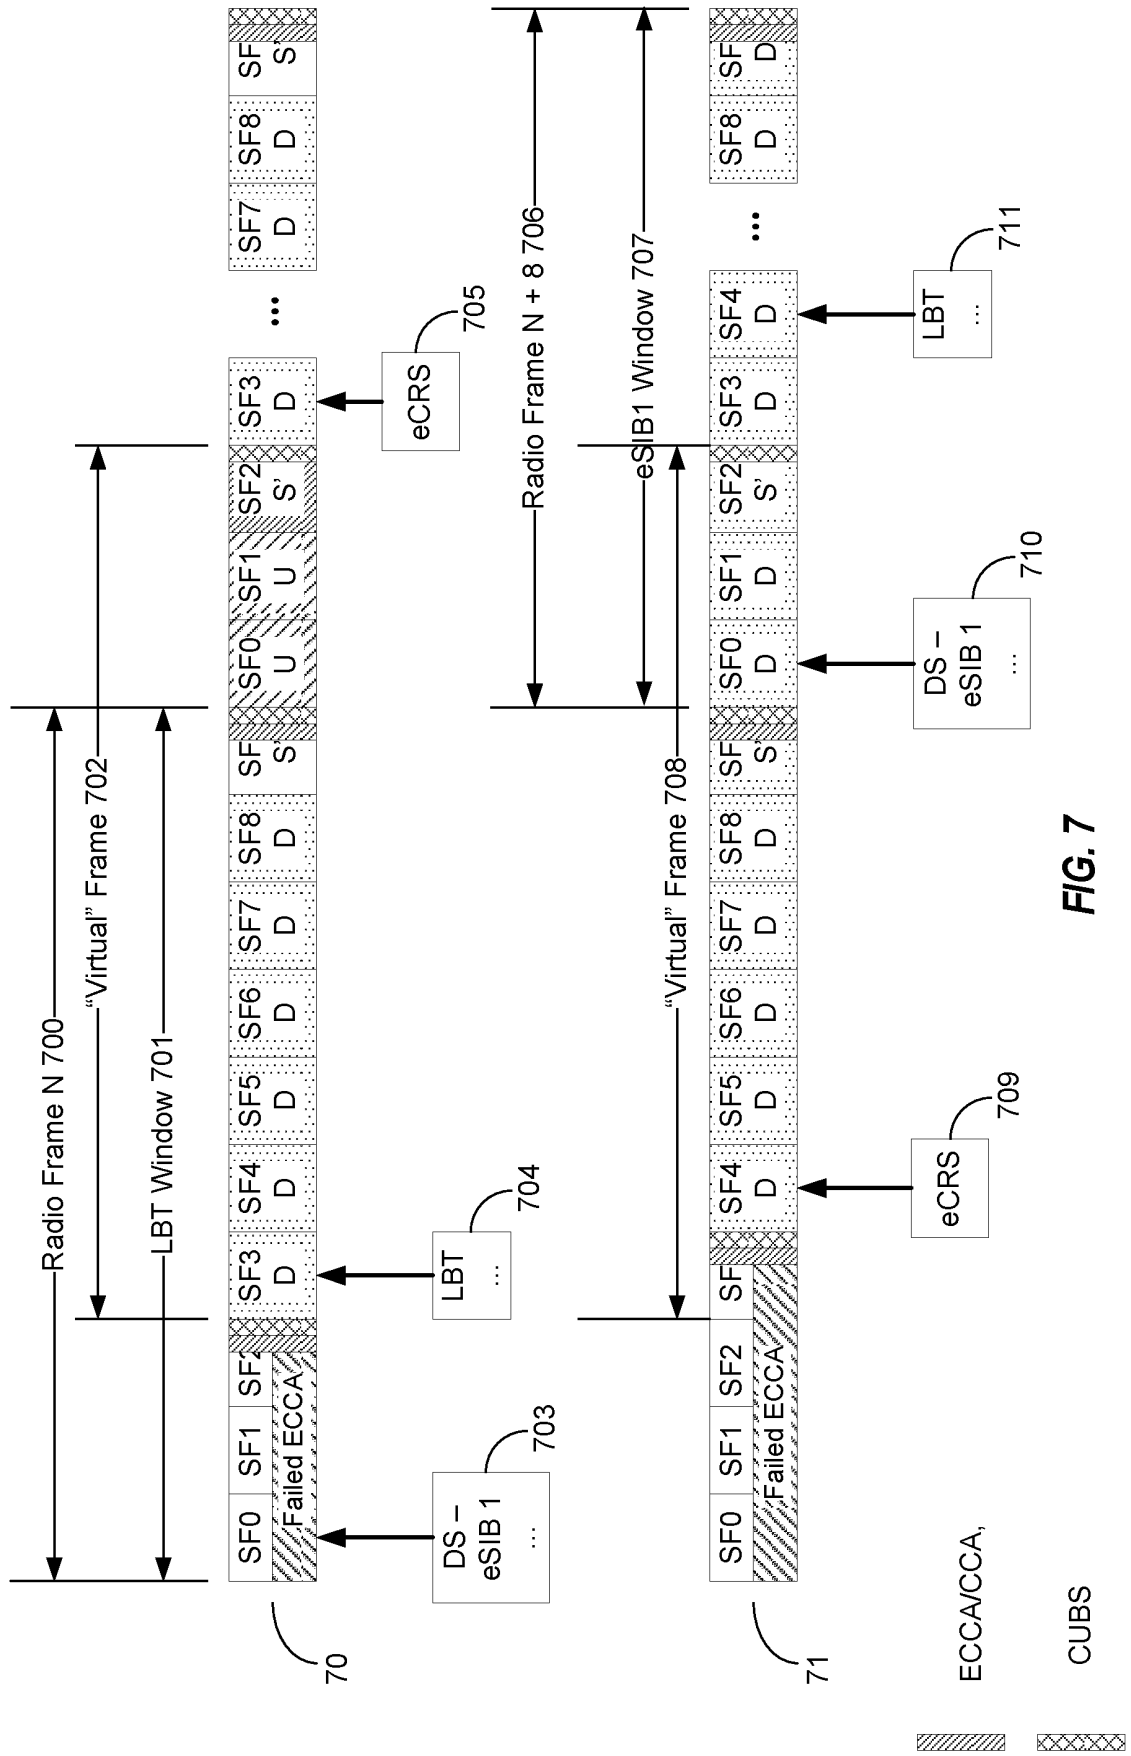 Radio Frame N 700
"Virtual" Frame 702
LBT Window 701
SF0
SF1
SF2
Failed ECCA
SF3
D
SF4
D
SF5
D
SF6
D
SF7
D
SF8
D
SF
S'
SF0
U
SF1
U
SF2
S'
SF3
D
...
SF7
D
SF8
D
SF
S'
70
DS –
eSIB 1
...
703
LBT
...
704
eCRS
705
Radio Frame N + 8 706
eSIB1 Window 707
"Virtual" Frame 708
SF0
SF1
SF2
SF
Failed ECCA
SF4
D
SF5
D
SF6
D
SF7
D
SF8
D
SF
S'
SF0
D
SF1
D
SF2
S'
SF3
D
SF4
D
...
SF8
D
SF
D
71
eCRS
709
DS –
eSIB 1
...
710
LBT
...
711
ECCA/CCA,
CUBS
FIG. 7